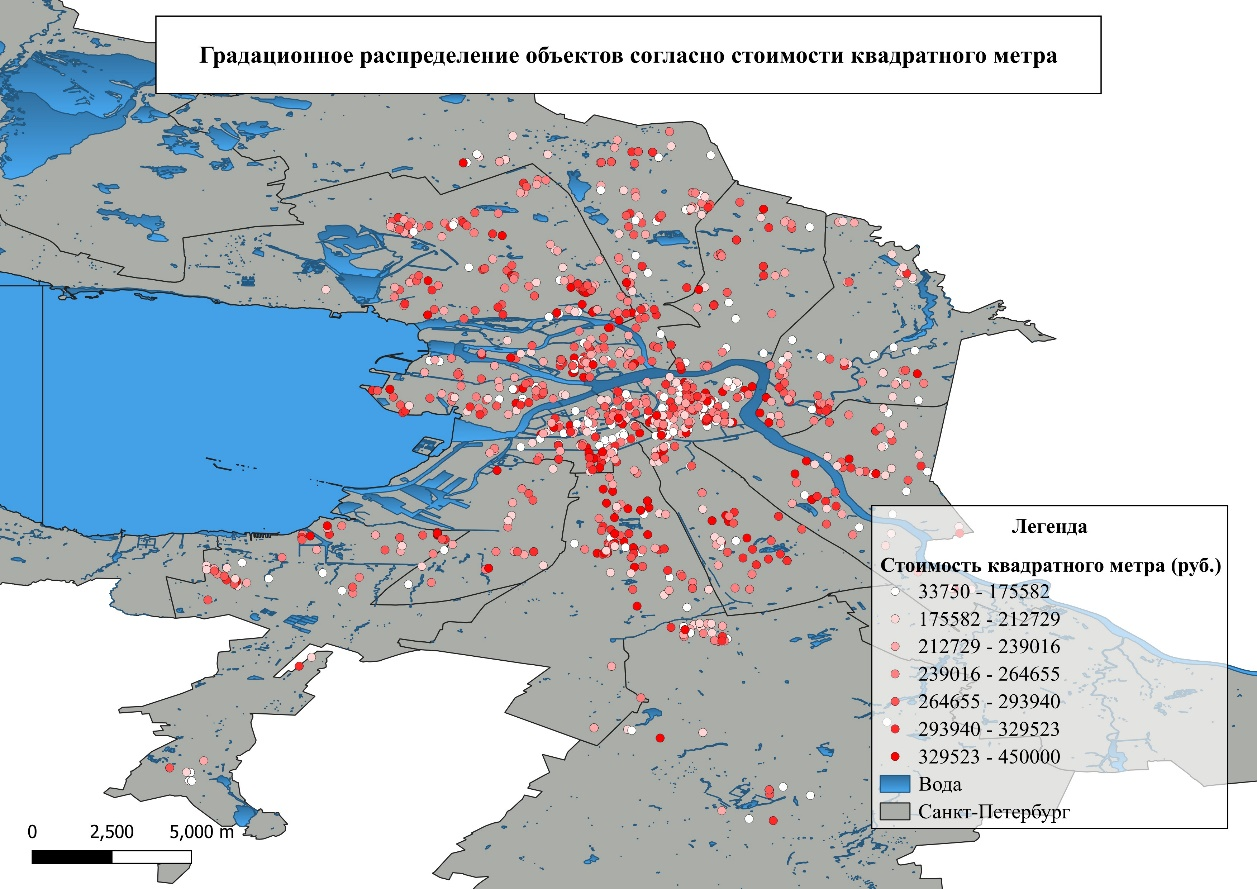 Градационное распределение объектов согласно стоимости квадратного метра
Легенда
Стоимость квадратного метра (руб.)
33750 - 175582
175582 - 212729
212729 - 239016
239016 - 264655
264655 - 293940
293940 - 329523
329523 - 450000
Вода
Санкт-Петербург
0 2,500 5,000 m